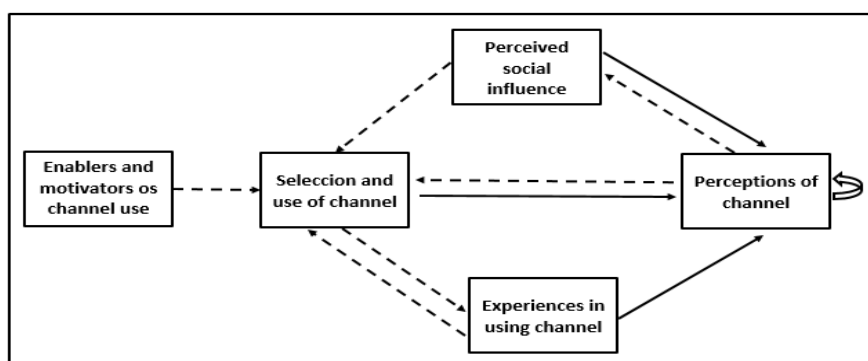 Perceived
social
influence
Enablers and
motivators os
channel use
Seleccion and
use of channel
Perceptions of
channel
Experiences in
using channel